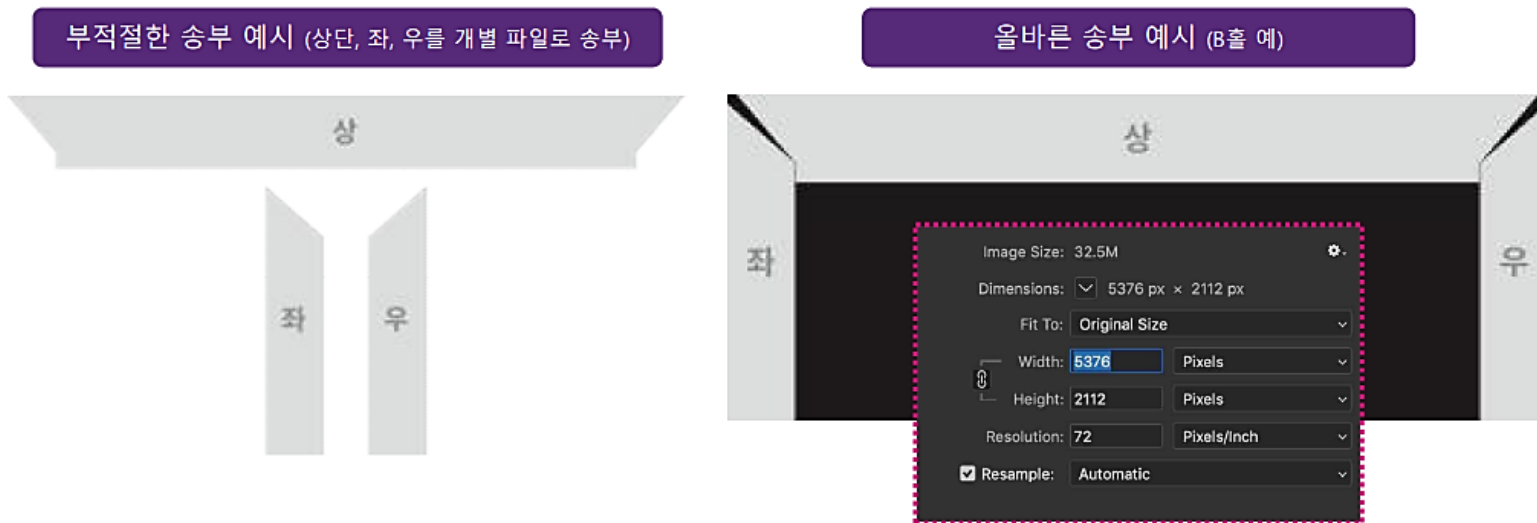 부적절한 송부 예시 (상단, 좌, 우를 개별 파일로 송부)
상
좌
우
올바른 송부 예시 (B홀 예)
상
좌
우
Image Size: 32.5M
Dimensions: 5376 px × 2112 px
Fit To: Original Size
Width: 5376 Pixels
Height: 2112 Pixels
Resolution: 72 Pixels/Inch
Resample: Automatic